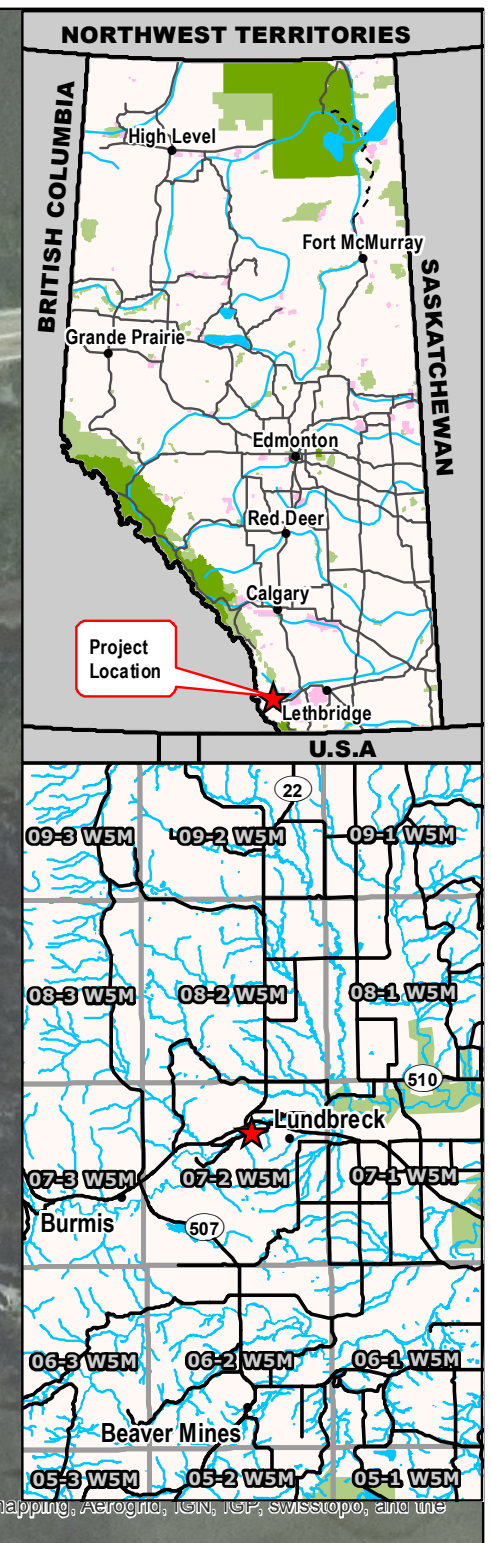 NORTHWEST TERRITORIES
BRITISH COLUMBIA
High Level
Fort McMurray
SASKATCHEWAN
Grande Prairie
Edmonton
Red Deer
Calgary
Project
Location
Lethbridge
U.S.A
22
09-3 W5M
09-2 W5M
09-1 W5M
08-3 W5M
08-2 W5M
08-1 W5M
510
Lundbreck
07-3 W5M
07-2 W5M
07-1 W5M
Burmis
507
06-3 W5M
06-2 W5M
06-1 W5M
Beaver Mines
05-3 W5M
05-2 W5M
05-1 W5M
mapping, Aerogrid, IGN, IGP, swisstopo, and the